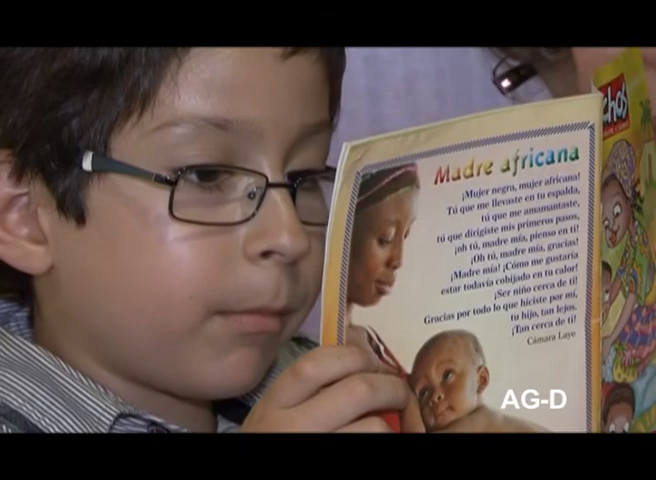 Madre africana
¡Mujer negra, mujer africana!
Tú que me llevaste en tu espalda,
tú que me amamantaste,
tú que dirigiste mis primeros pasos,
¡oh tú, madre mía, pienso en ti!
¡Oh tú, madre mía, gracias!
¡Madre mía! ¡Cómo me gustaría
estar todavía cobijado en tu calor!
¡Ser niño cerca de ti!
Gracias por todo lo que hiciste por mí,
tu hijo, tan lejos,
¡Tan cerca de ti!
Cámara Laye
chos
AG-D